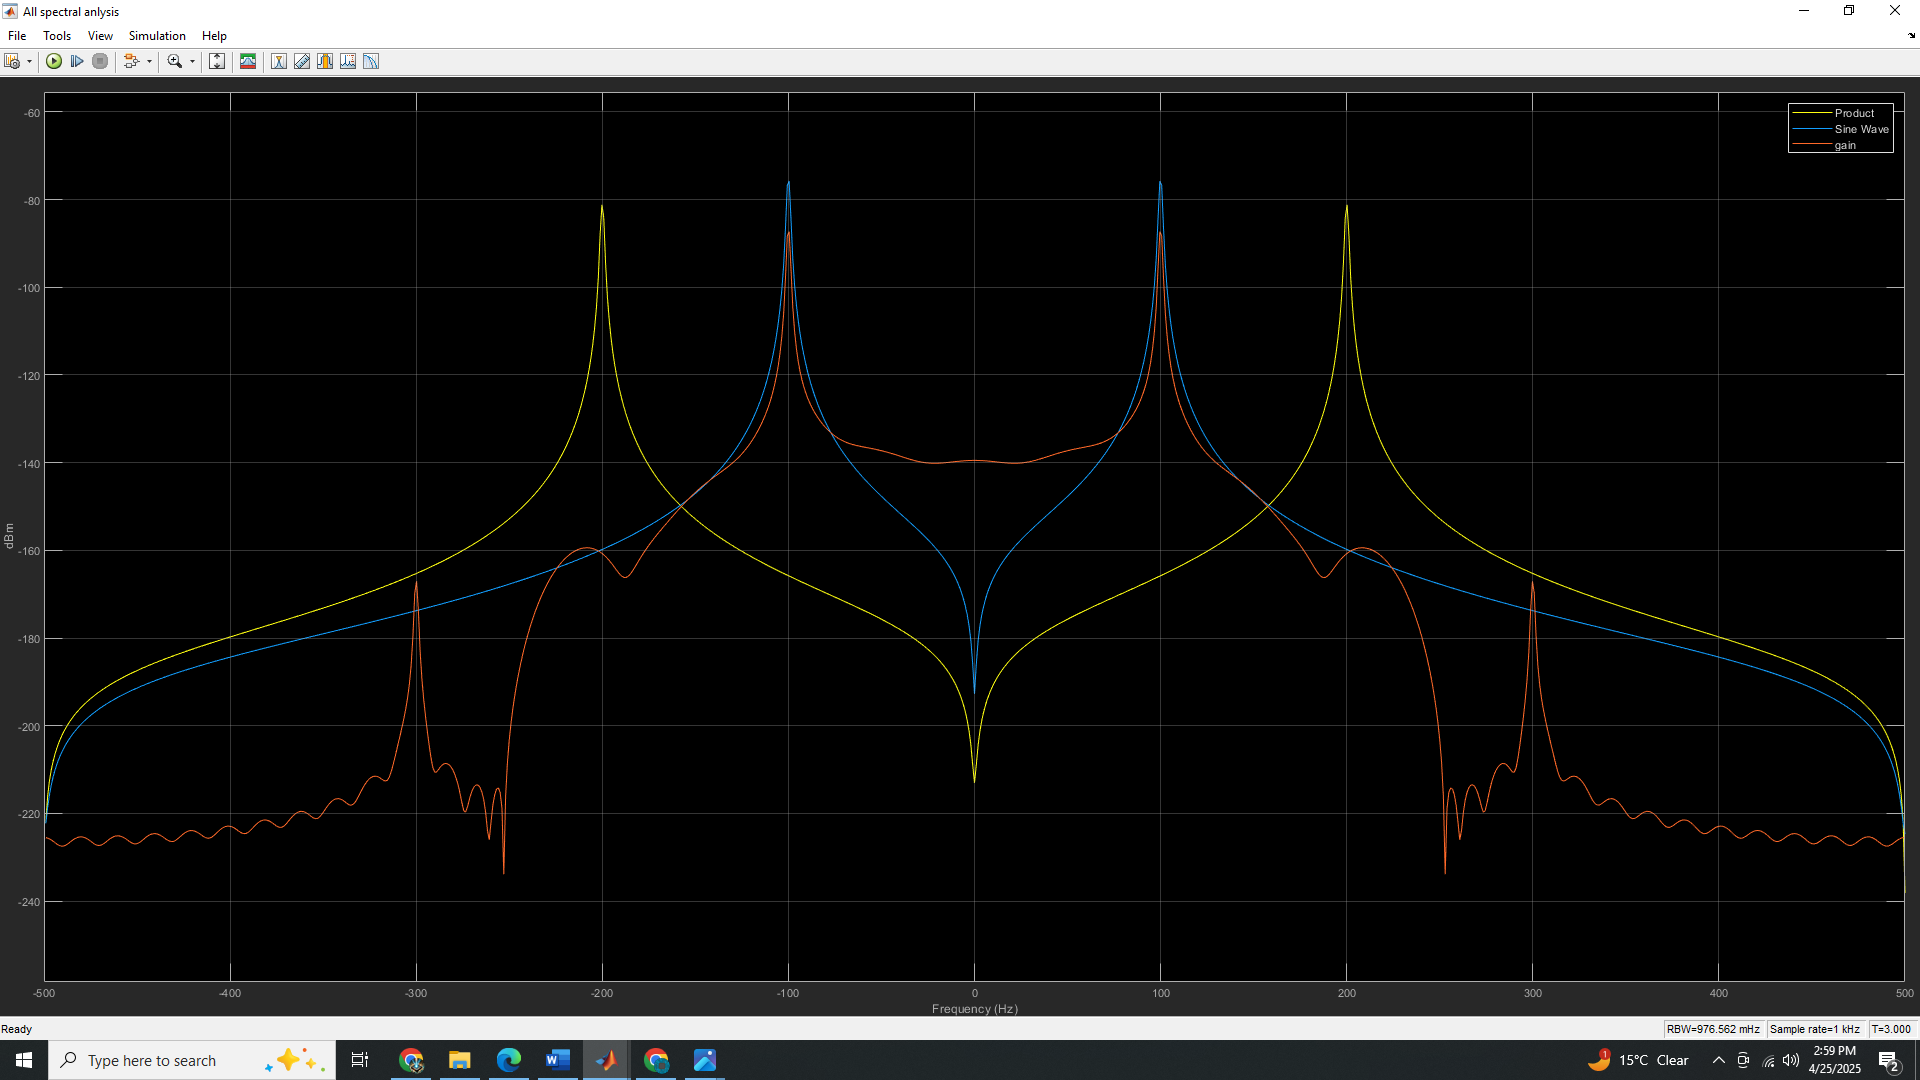 All spectral anlysis
File Tools View Simulation Help
-60
-80
-100
-120
-140
-160
-180
-200
-220
-240
dBm
Product
Sine Wave
gain
-500 -400 -300 -200 -100 0 100 200 300 400 500
Frequency (Hz)
Ready
RBW=976.562 mHz Sample rate=1 kHz T=3.000
Type here to search
1
15°C Clear
2:59 PM
4/25/2025
2